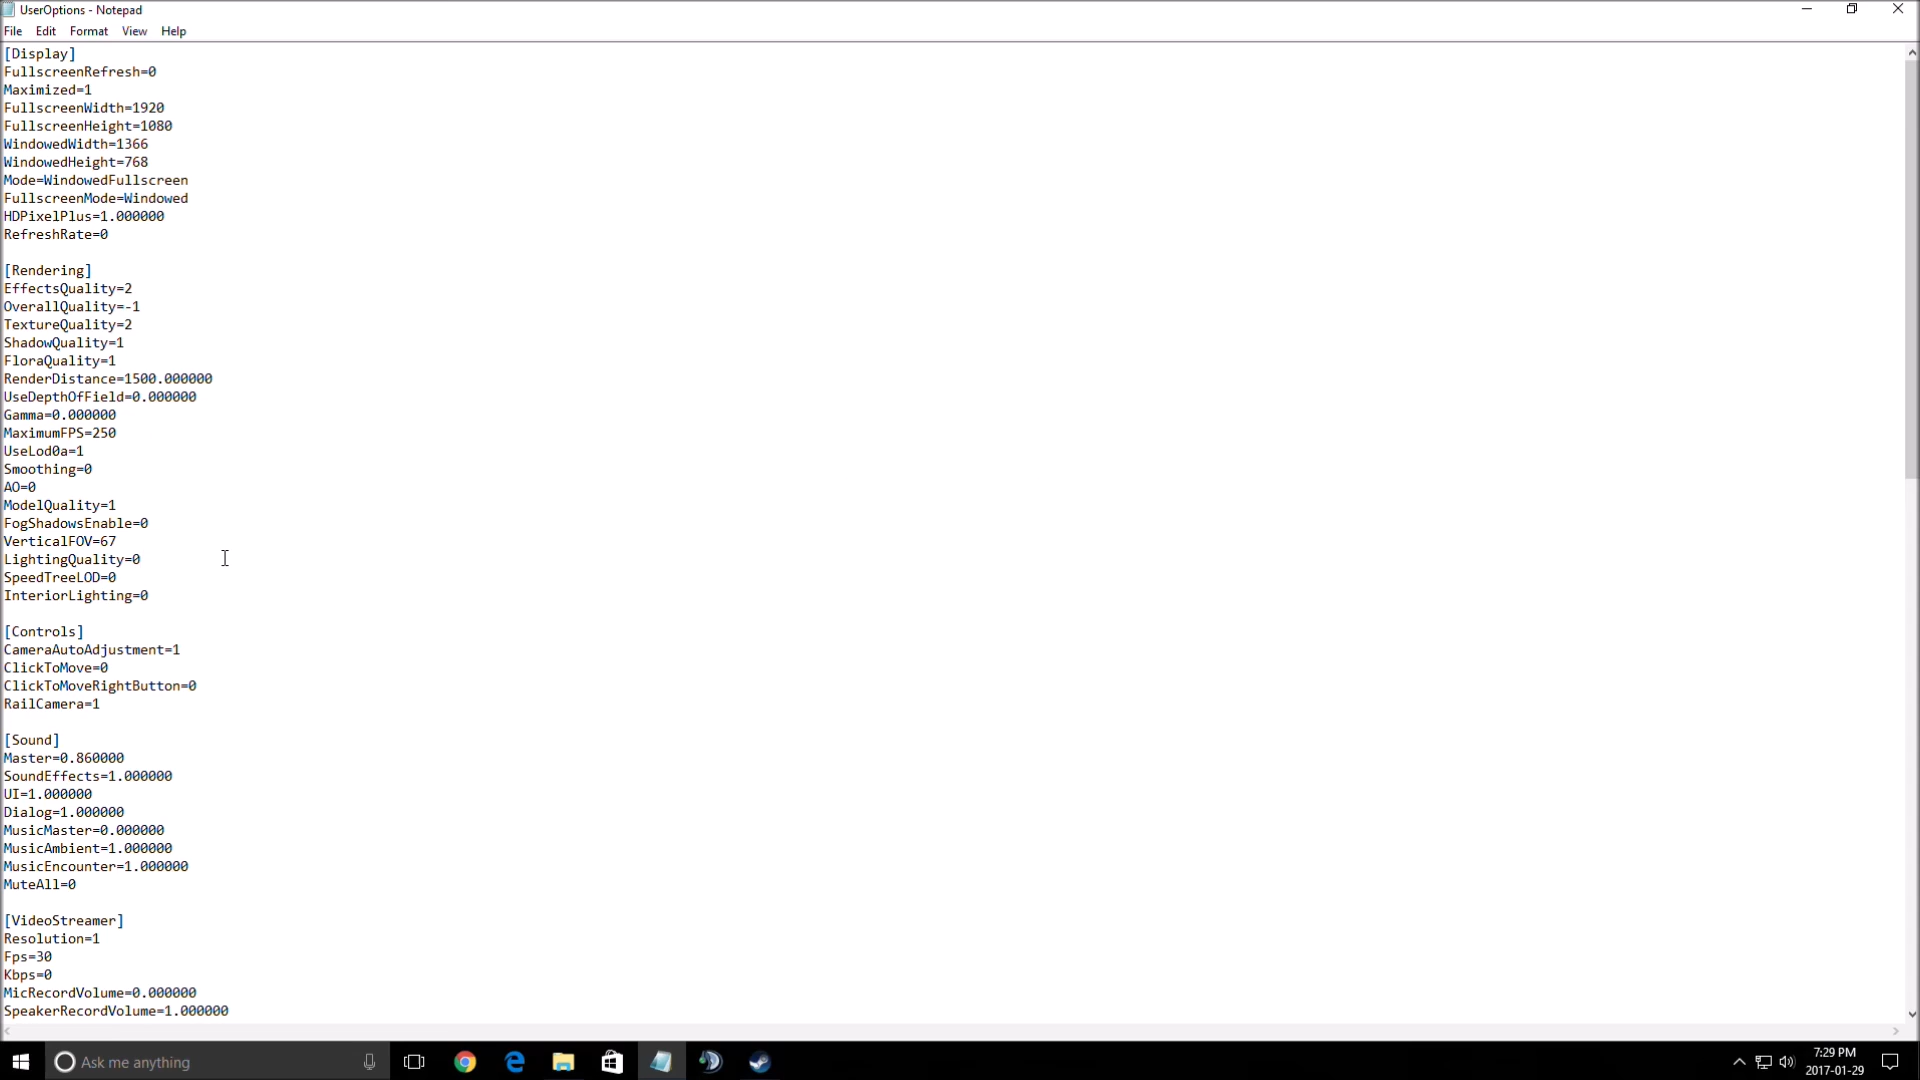 UserOptions - Notepad
File Edit Format View Help
[Display]
FullscreenRefresh=0
Maximized=1
FullscreenWidth=1920
FullscreenHeight=1080
WindowedWidth=1366
WindowedHeight=768
Mode=WindowedFullscreen
FullscreenMode=Windowed
HDPixelPlus=1.000000
RefreshRate=0
[Rendering]
EffectsQuality=2
OverallQuality=-1
TextureQuality=2
ShadowQuality=1
FloraQuality=1
RenderDistance=1500.000000
UseDepthOfField=0.000000
Gamma=0.000000
MaximumFPS=250
UseLod0a=1
Smoothing=0
AO=0
ModelQuality=1
FogShadowsEnable=0
VerticalFOV=67
LightingQuality=0
SpeedTreeLOD=0
InteriorLighting=0
[Controls]
CameraAutoAdjustment=1
ClickToMove=0
ClickToMoveRightButton=0
RailCamera=1
[Sound]
Master=0.860000
SoundEffects=1.000000
UI=1.000000
Dialog=1.000000
MusicMaster=0.000000
MusicAmbient=1.000000
MusicEncounter=1.000000
MuteAll=0
[VideoStreamer]
Resolution=1
Fps=30
Kbps=0
MicRecordVolume=0.000000
SpeakerRecordVolume=1.000000
Ask me anything
7:29 PM
2017-01-29